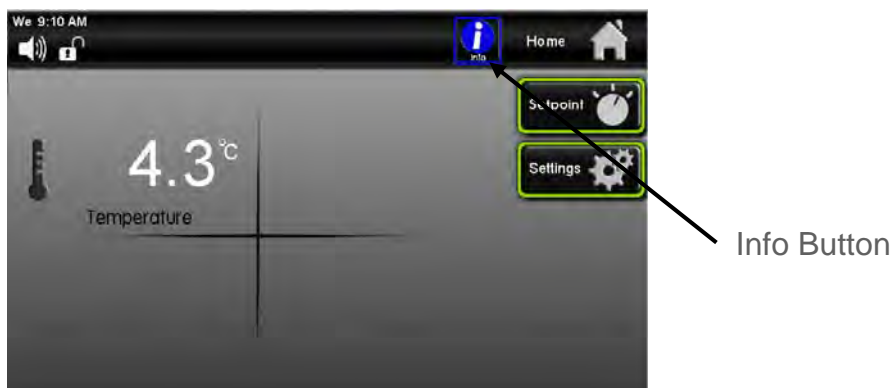 We 9:10 AM
Info
Home
Setpoint
4.3°C
Settings
Temperature
Info Button